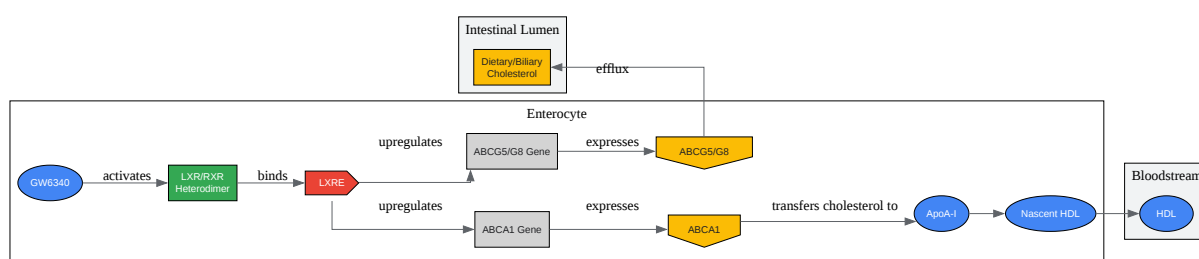 Intestinal Lumen
Dietary/Biliary
Cholesterol
efflux
Enterocyte
upregulates
ABCG5/G8 Gene
expresses
ABCG5/G8
GW6340
activates
LXR/RXR
Heterodimer
binds
LXRE
upregulates
ABCA1 Gene
expresses
ABCA1
transfers cholesterol to
ApoA-I
Nascent HDL
Bloodstream
HDL